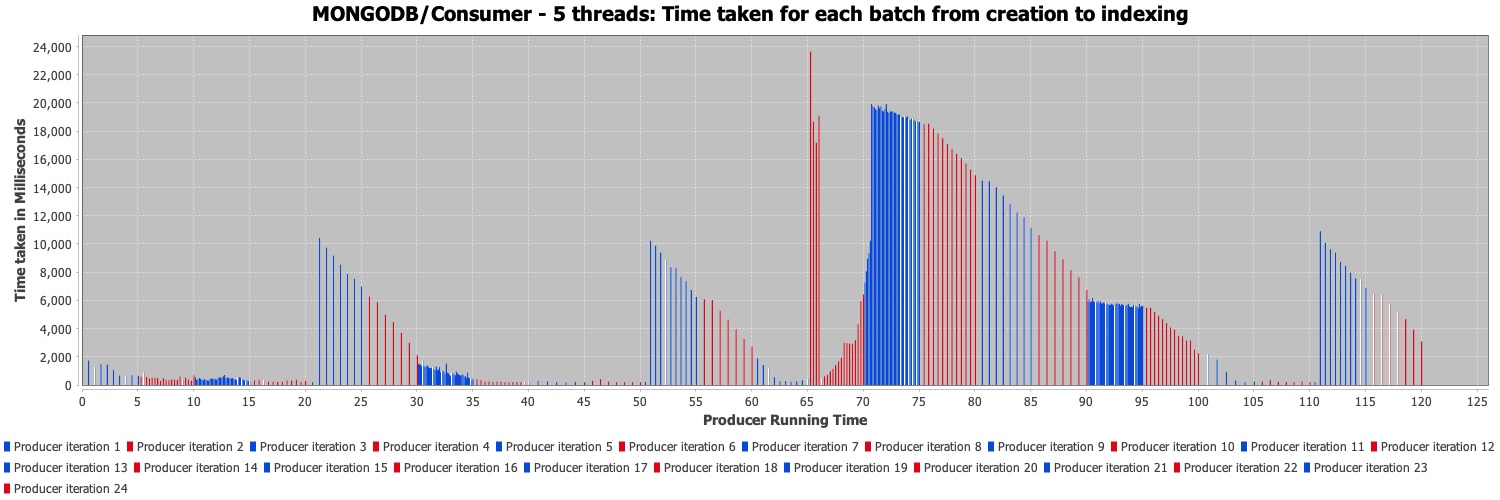 MONGODB/Consumer - 5 threads: Time taken for each batch from creation to indexing
Time taken in Milliseconds
24,000
22,000
20,000
18,000
16,000
14,000
12,000
10,000
8,000
6,000
4,000
2,000
0
0 5 10 15 20 25 30 35 40 45 50 55 60 65 70 75 80 85 90 95 100 105 110 115 120 125
Producer Running Time
Producer iteration 1 Producer iteration 2 Producer iteration 3 Producer iteration 4 Producer iteration 5 Producer iteration 6 Producer iteration 7 Producer iteration 8 Producer iteration 9 Producer iteration 10 Producer iteration 11 Producer iteration 12
Producer iteration 13 Producer iteration 14 Producer iteration 15 Producer iteration 16 Producer iteration 17 Producer iteration 18 Producer iteration 19 Producer iteration 20 Producer iteration 21 Producer iteration 22 Producer iteration 23
Producer iteration 24